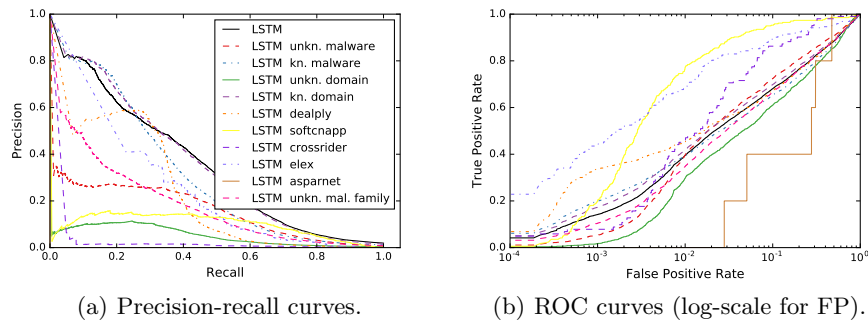 1.0
0.8
0.6
0.4
0.2
0.0
Precision
0.0 0.2 0.4 0.6 0.8 1.0
Recall
LSTM
LSTM unkn. malware
LSTM kn. malware
LSTM unkn. domain
LSTM kn. domain
LSTM dealply
LSTM softcnapp
LSTM crossrider
LSTM elex
LSTM asparnet
LSTM unkn. mal. family
(a) Precision-recall curves.
1.0
0.8
0.6
0.4
0.2
0.0
True Positive Rate
10⁻⁴ 10⁻³ 10⁻² 10⁻¹ 10⁰
False Positive Rate
(b) ROC curves (log-scale for FP).